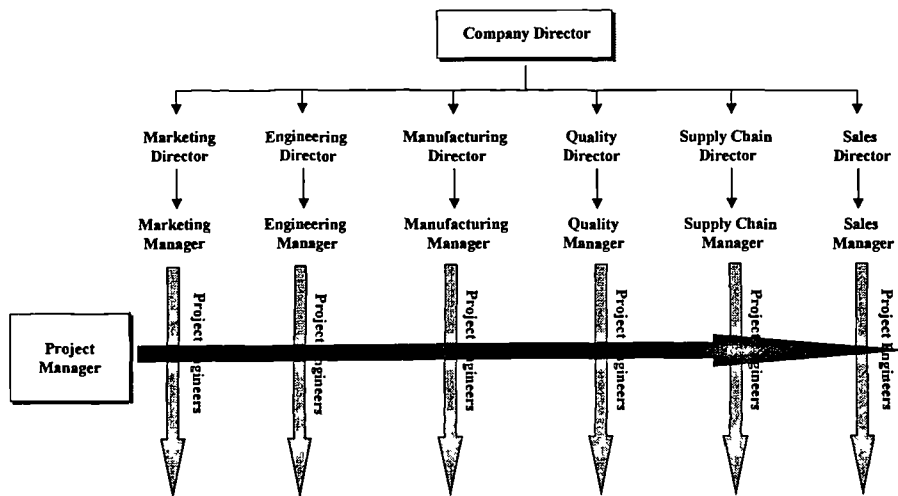 Company Director
Marketing
Director
Engineering
Director
Manufacturing
Director
Quality
Director
Supply Chain
Director
Sales
Director
Marketing
Manager
Engineering
Manager
Manufacturing
Manager
Quality
Manager
Supply Chain
Manager
Sales
Manager
Project Engineers
Project Engineers
Project Engineers
Project Engineers
Project Engineers
Project Engineers
Project
Manager